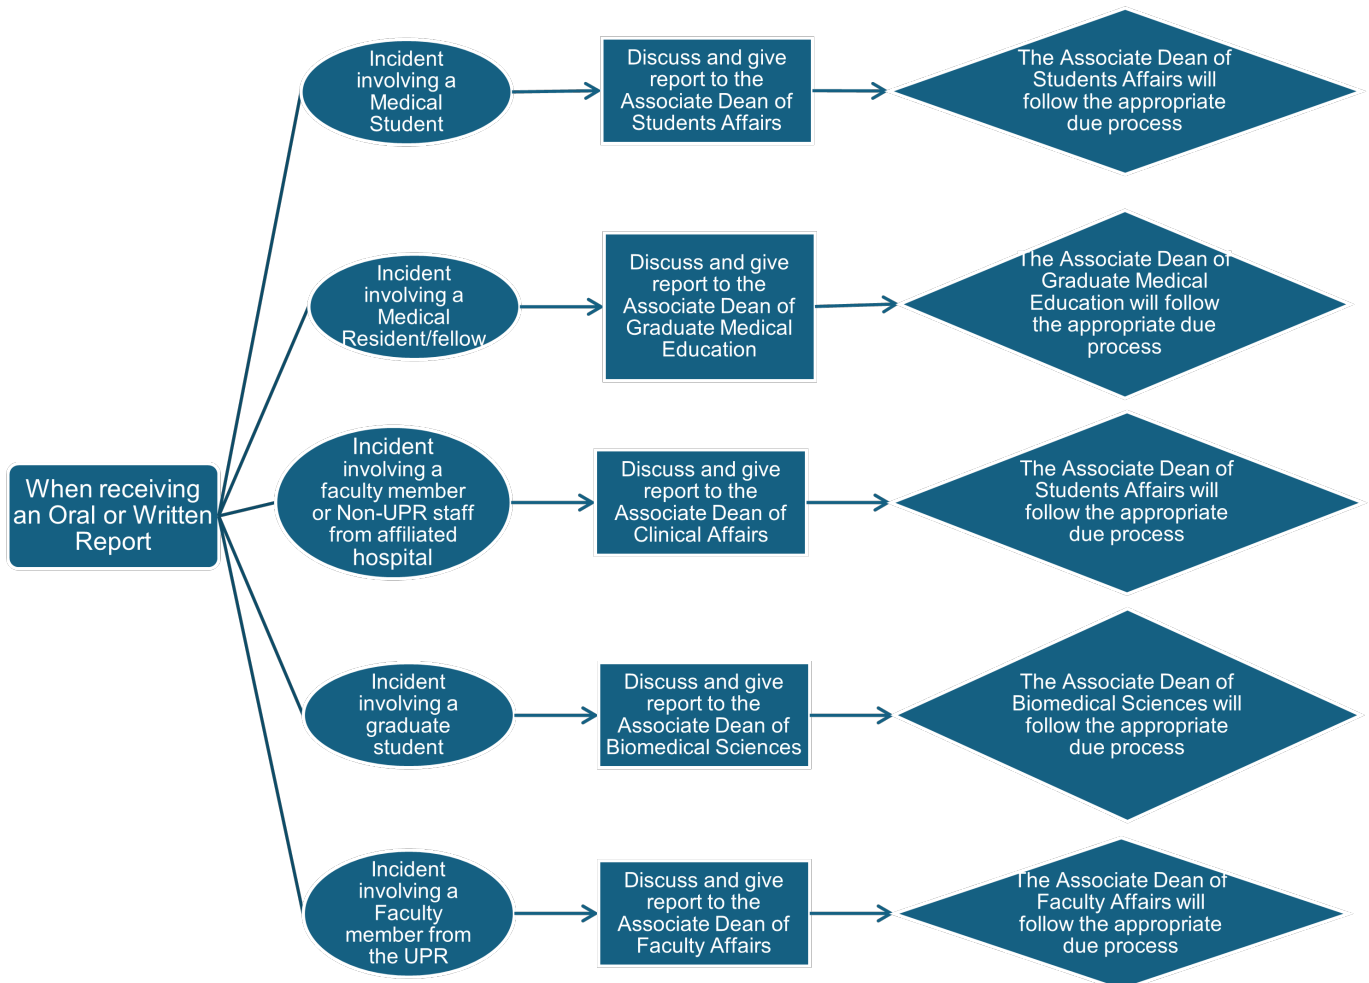 When receiving
an Oral or Written
Report
Incident
involving a
Medical
Student
Discuss and give
report to the
Associate Dean of
Students Affairs
The Associate Dean of
Students Affairs will
follow the appropriate
due process
Incident
involving a
Medical
Resident/fellow
Discuss and give
report to the
Associate Dean of
Graduate Medical
Education
The Associate Dean of
Graduate Medical
Education will follow
the appropriate due
process
Incident
involving a
faculty member
or Non-UPR staff
from affiliated
hospital
Discuss and give
report to the
Associate Dean of
Clinical Affairs
The Associate Dean of
Students Affairs will
follow the appropriate
due process
Incident
involving a
graduate
student
Discuss and give
report to the
Associate Dean of
Biomedical Sciences
The Associate Dean of
Biomedical Sciences will
follow the appropriate
due process
Incident
involving a
Faculty
member from
the UPR
Discuss and give
report to the
Associate Dean of
Faculty Affairs
The Associate Dean of
Faculty Affairs will
follow the appropriate
due process